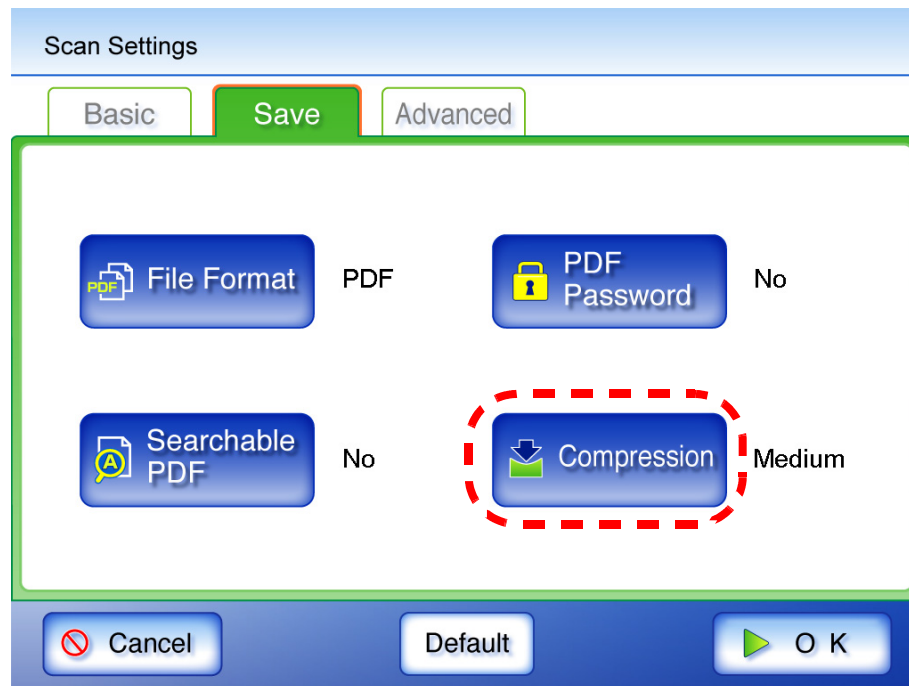 Scan Settings
Basic
Save
Advanced
PDF
File Format
PDF
PDF
Password
No
A
Searchable
PDF
No
Compression
Medium
Cancel
Default
O K